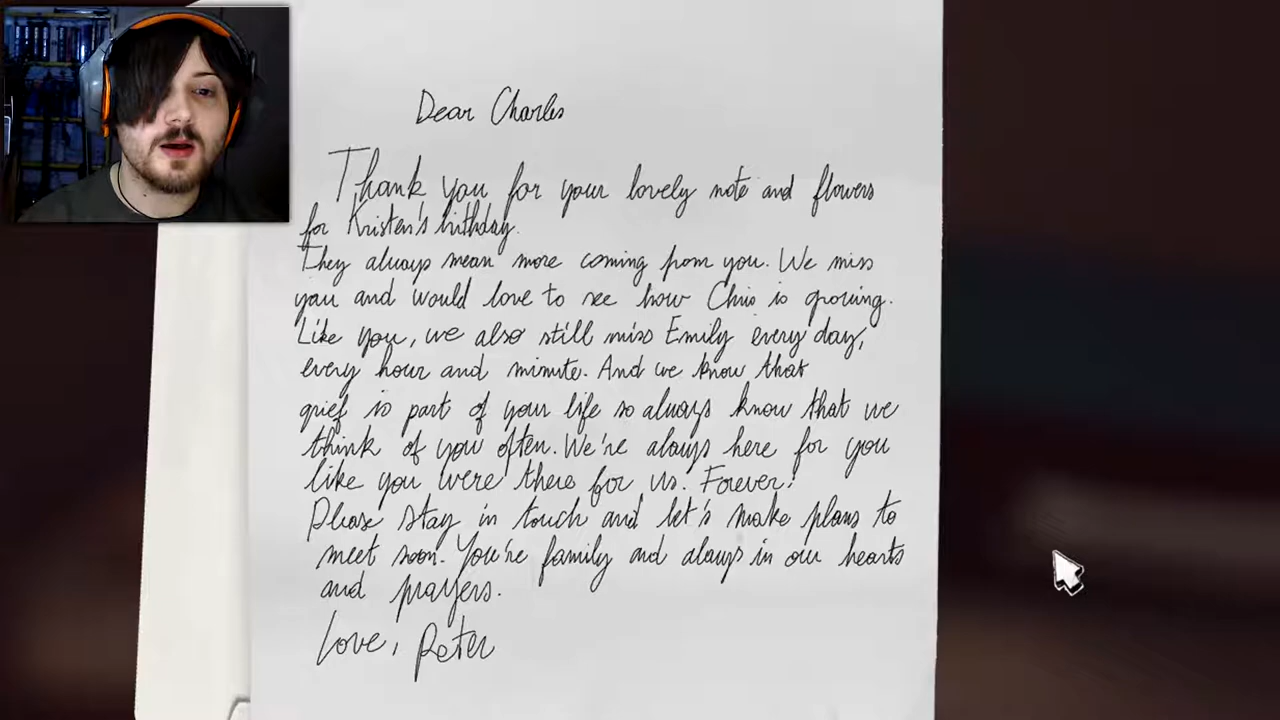 Dear Charles
Thank you for your lovely note and flowers
for Kristen's birthday.
They always mean more coming from you. We miss
you and would love to see how Chris is growing.
Like you, we also still miss Emily every day,
every hour and minute. And we know that
grief is part of your life so always know that we
think of you often. We're always here for you
like you were there for us. Forever!
Please stay in touch and let's make plans to
meet soon. You're family and always in our hearts
and prayers.
Love, Peter